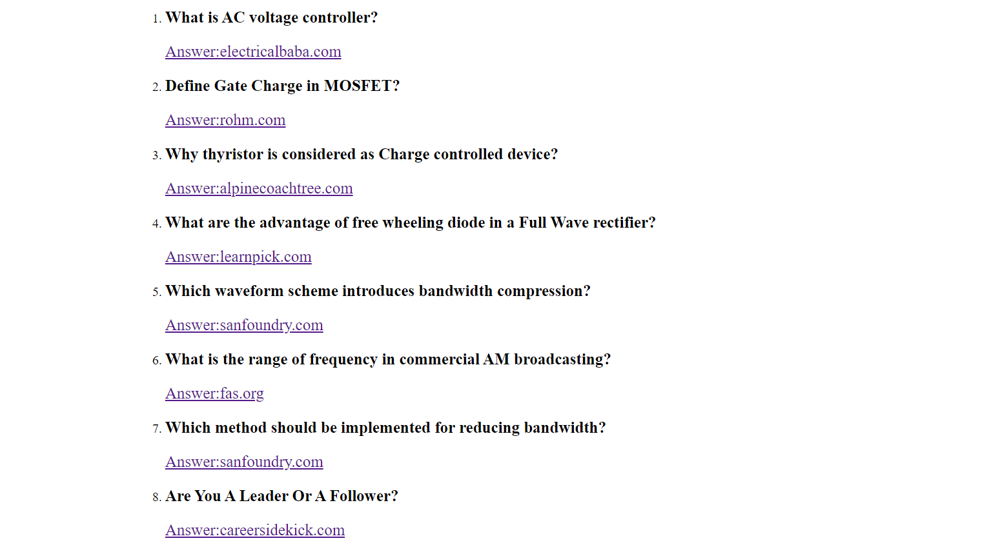 1. What is AC voltage controller?
Answer:electricalbaba.com
2. Define Gate Charge in MOSFET?
Answer:rohm.com
3. Why thyristor is considered as Charge controlled device?
Answer:alpinecoachtree.com
4. What are the advantage of free wheeling diode in a Full Wave rectifier?
Answer:learnpick.com
5. Which waveform scheme introduces bandwidth compression?
Answer:sanfoundry.com
6. What is the range of frequency in commercial AM broadcasting?
Answer:fas.org
7. Which method should be implemented for reducing bandwidth?
Answer:sanfoundry.com
8. Are You A Leader Or A Follower?
Answer:careersidekick.com